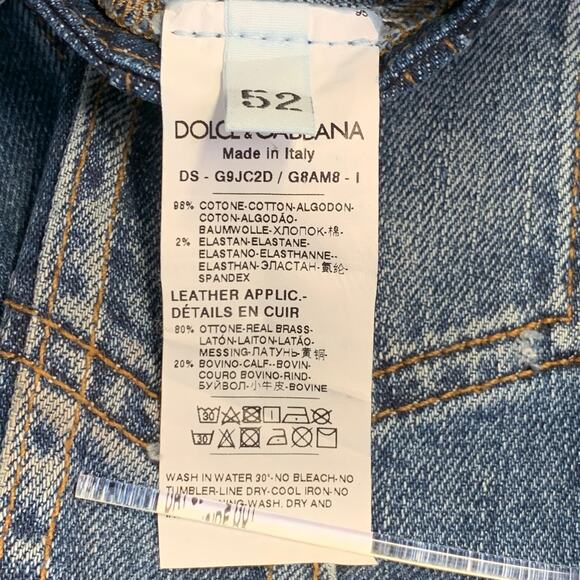 52
DOLCE & GABBANA
Made in Italy
DS - G9JC2D / G8AM8 - I
98% COTONE-COTTON-ALGODON-
COTON-ALGODÃO-
BAUMWOLLE-ХЛОПОК-棉-
2% ELASTAN-ELASTANE-
ELASTANO-ELASTHANNE--
ELASTHAN-ЭЛАСТАН-氨纶-
SPANDEX
LEATHER APPLIC.-
DÉTAILS EN CUIR
80% OTTONE-REAL BRASS-
LATÓN-LAITON-LATÃO-
MESSING-ЛАТУНЬ-黄铜-
20% BOVINO-CALF--BOVIN-
COURO BOVINO-RIND-
БУЙВОЛ-小牛皮-BOVINE
WASH IN WATER 30°-NO BLEACH-NO
TUMBLER-LINE DRY-COOL IRON-NO
NING-WASH, DRY AND